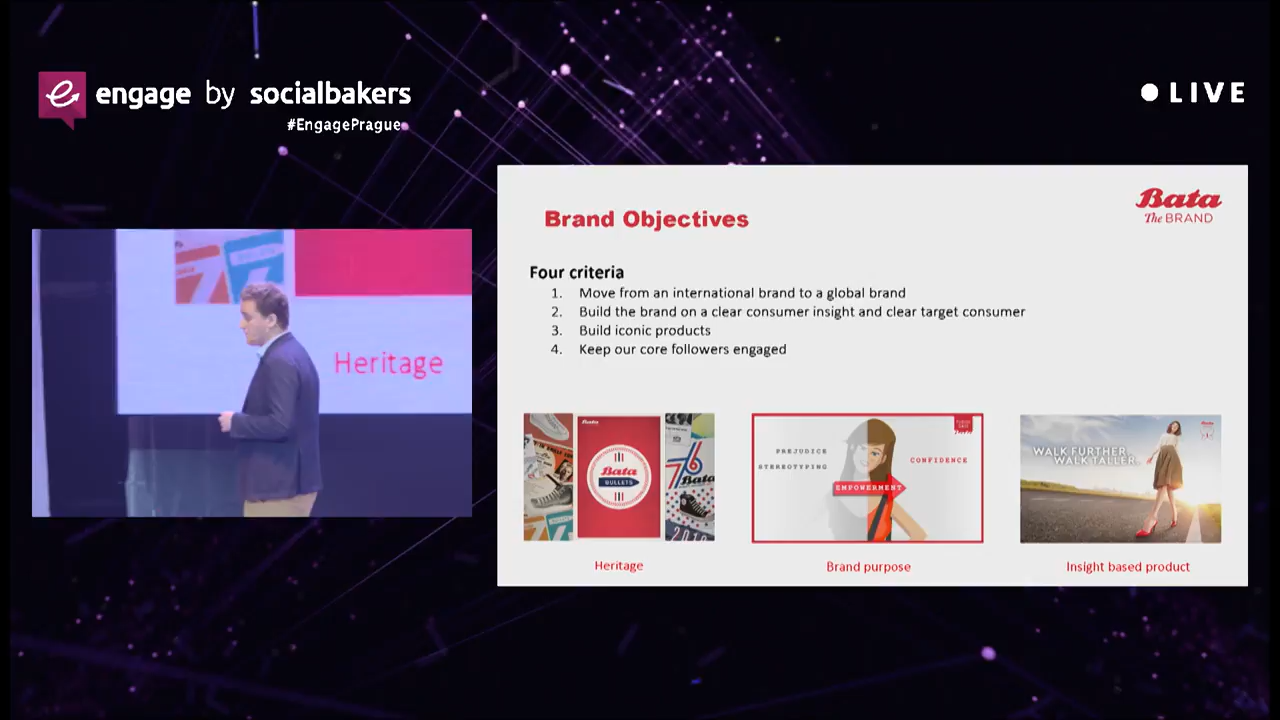 engage by socialbakers
#EngagePrague
LIVE
Bata
The BRAND
Brand Objectives
Four criteria
1. Move from an international brand to a global brand
2. Build the brand on a clear consumer insight and clear target consumer
3. Build iconic products
4. Keep our core followers engaged
Heritage
Bata
BULLETS
76
Bata
2018
PREJUDICE
STEREOTYPING
CONFIDENCE
EMPOWERMENT
WALK FURTHER
WALK TALLER
Heritage
Brand purpose
Insight based product